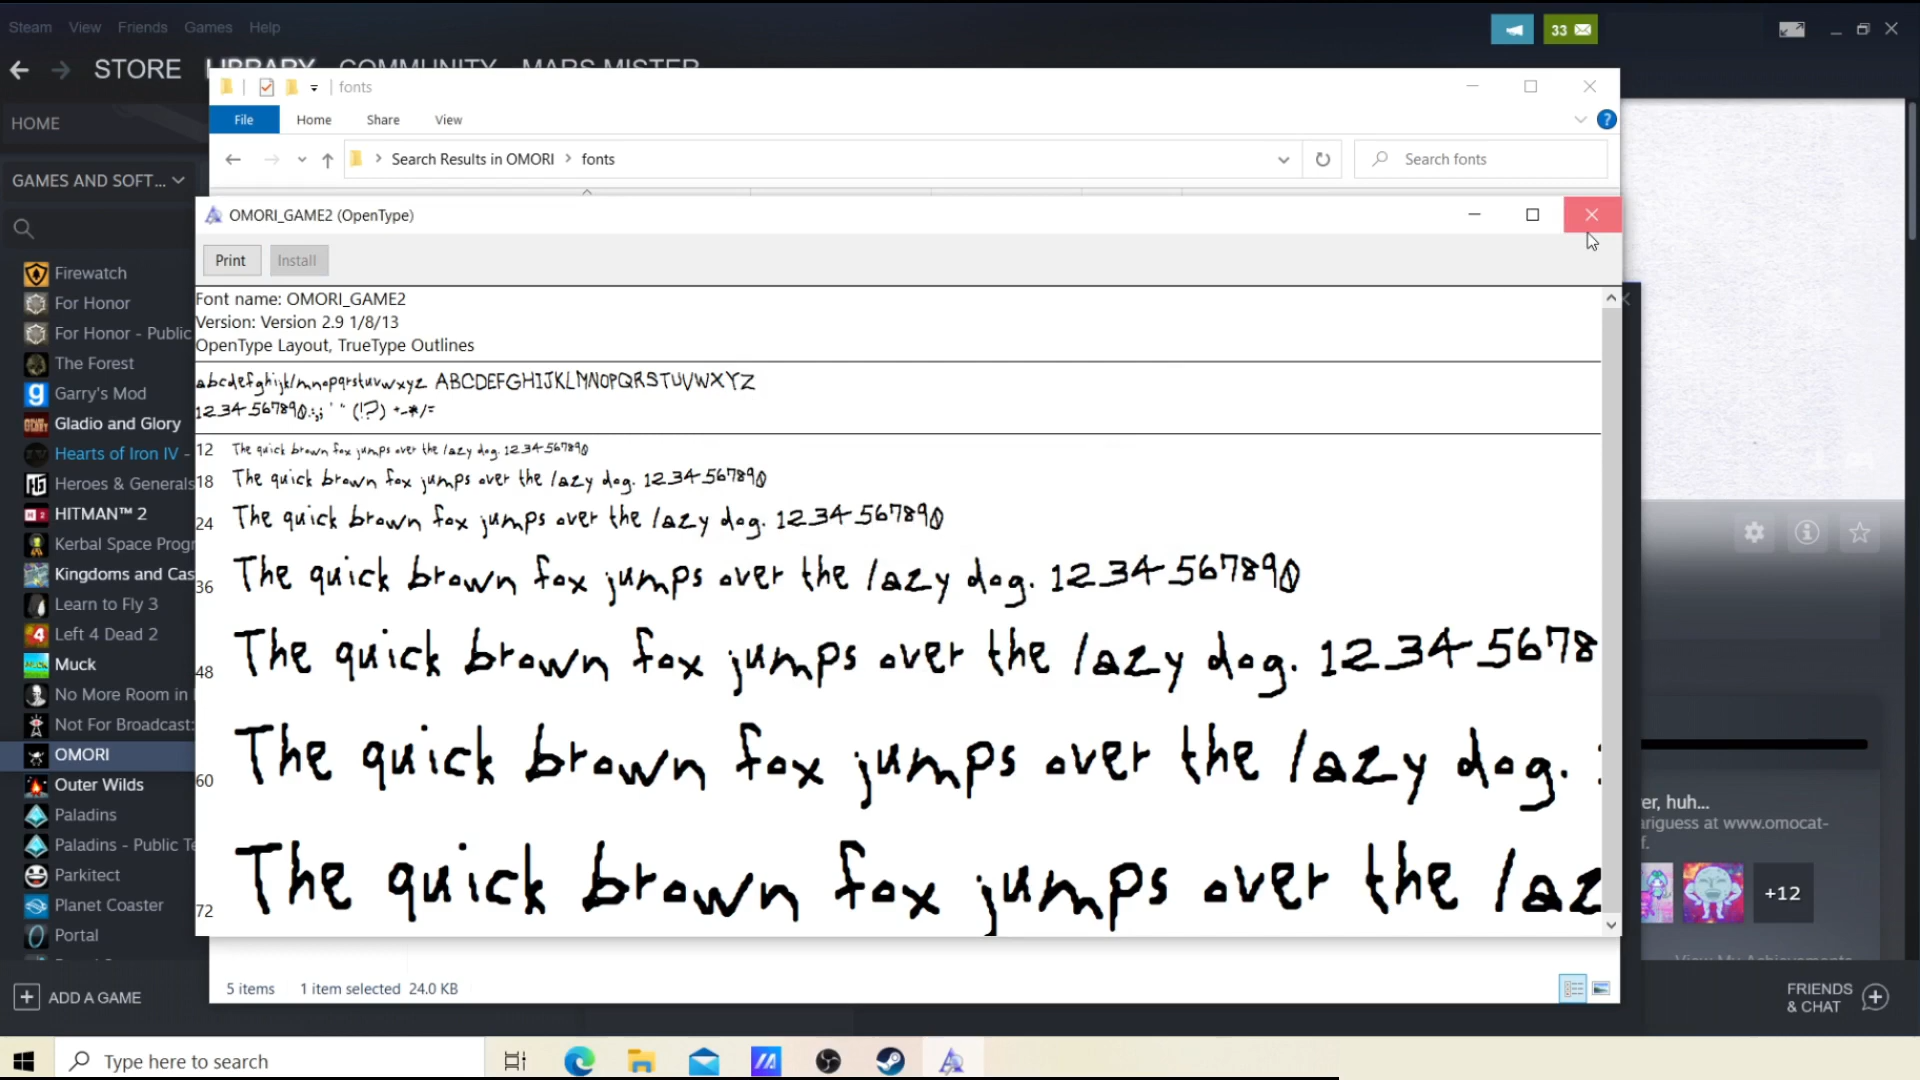 Steam View Friends Games Help
33
STORE LIBRARY COMMUNITY MARS MISTER
fonts
HOME
File Home Share View
Search Results in OMORI > fonts
Search fonts
GAMES AND SOFT...
OMORI_GAME2 (OpenType)
Print Install
Font name: OMORI_GAME2
Version: Version 2.9 1/8/13
OpenType Layout, TrueType Outlines
abcdefghijklmnopqrstuvwxyz ABCDEFGHIJKLMNOPQRSTUVWXYZ
1234567890.:,; ' " (!?) +-*/=
12 The quick brown fox jumps over the lazy dog. 1234567890
18 The quick brown fox jumps over the lazy dog. 1234567890
24 The quick brown fox jumps over the lazy dog. 1234567890
36 The quick brown fox jumps over the lazy dog. 1234567890
48 The quick brown fox jumps over the lazy dog. 12345678
60 The quick brown fox jumps over the lazy dog.
72 The quick brown fox jumps over the laz
Firewatch
For Honor
For Honor - Public
The Forest
Garry's Mod
Gladio and Glory
Hearts of Iron IV -
Heroes & Generals
HITMAN™ 2
Kerbal Space Progr
Kingdoms and Cas
Learn to Fly 3
Left 4 Dead 2
Muck
No More Room in
Not For Broadcast:
OMORI
Outer Wilds
Paladins
Paladins - Public Te
Parkitect
Planet Coaster
Portal
er, huh...
ariguess at www.omocat-
f.
+12
View My Achievements
5 items 1 item selected 24.0 KB
ADD A GAME
FRIENDS
& CHAT
Type here to search